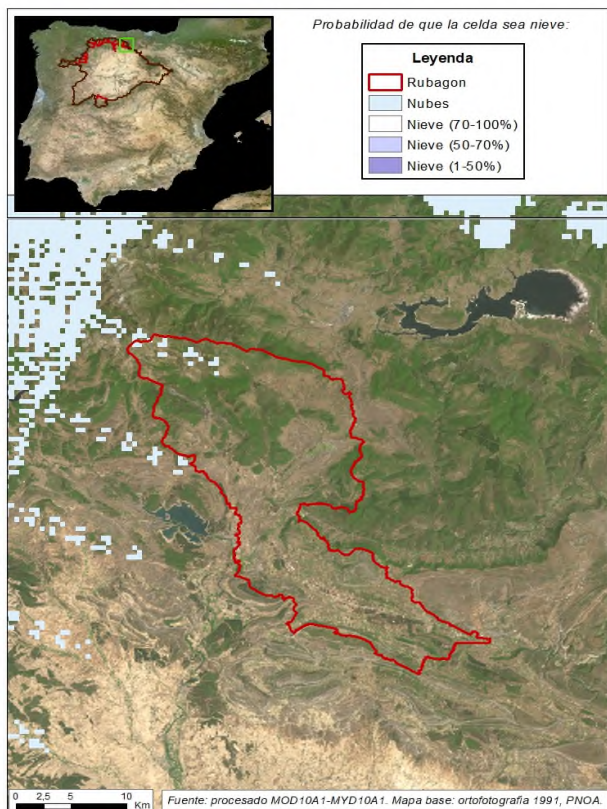 Probabilidad de que la celda sea nieve:
Leyenda
Rubagon
Nubes
Nieve (70-100%)
Nieve (50-70%)
Nieve (1-50%)
0 2,5 5 10
Km
Fuente: procesado MOD10A1-MYD10A1. Mapa base: ortofotografia 1991, PNOA